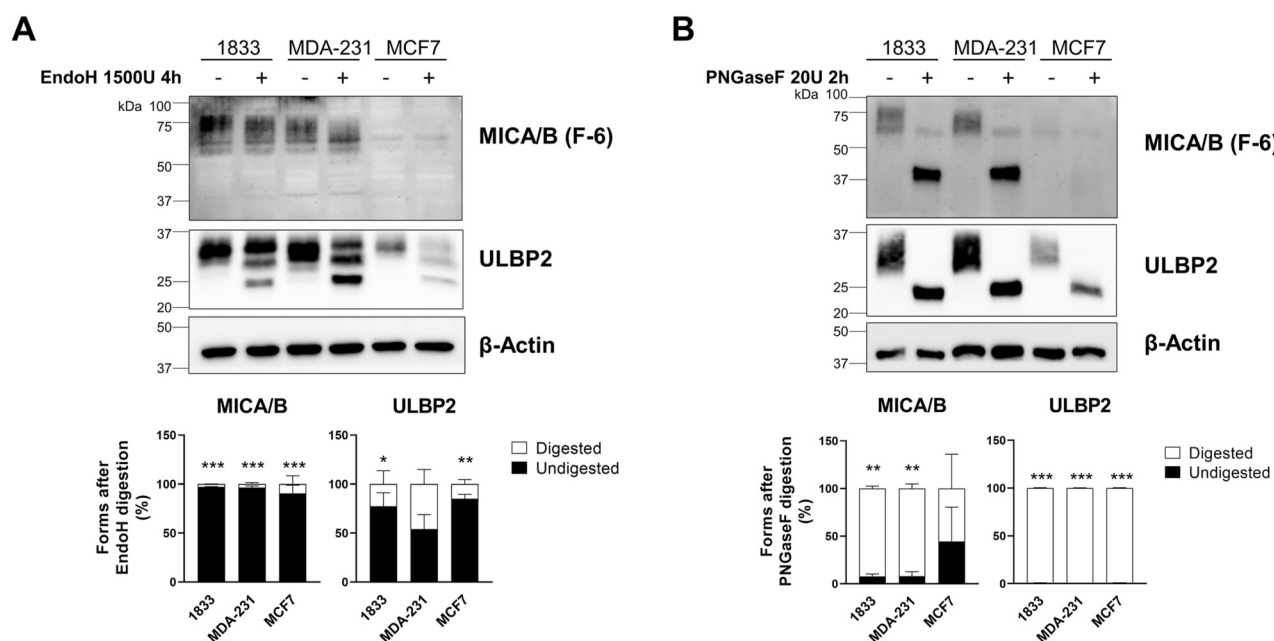 A
1833 MDA-231 MCF7
EndoH 1500U 4h - + - + - +
kDa 100
75
50
37
MICA/B (F-6)
37
25
20
ULBP2
50
37
β-Actin
MICA/B
ULBP2
Forms after
EndoH digestion
(%)
150
100
50
0
*** *** ***
1833 MDA-231 MCF7
150
100
50
0
* **
1833 MDA-231 MCF7
Digested
Undigested
B
1833 MDA-231 MCF7
PNGaseF 20U 2h - + - + - +
kDa 100
75
50
37
MICA/B (F-6)
37
25
20
ULBP2
50
37
β-Actin
MICA/B
ULBP2
Forms after
PNGaseF digestion
(%)
150
100
50
0
** **
1833 MDA-231 MCF7
150
100
50
0
*** *** ***
1833 MDA-231 MCF7
Digested
Undigested